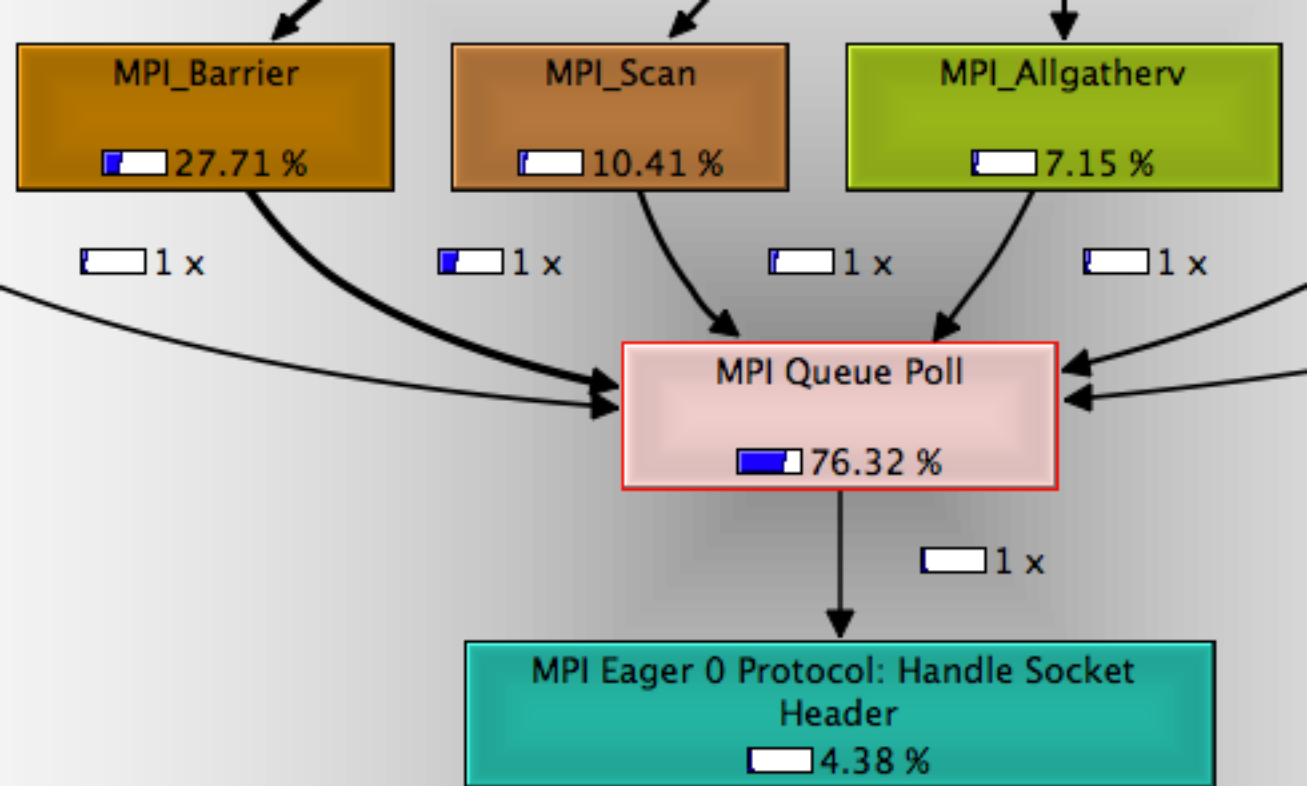 MPI_Barrier
MPI_Scan
MPI_Allgatherv
27.71 %
10.41 %
7.15 %
1 x
1 x
1 x
1 x
MPI Queue Poll
76.32 %
1 x
MPI Eager 0 Protocol: Handle Socket
Header
4.38 %